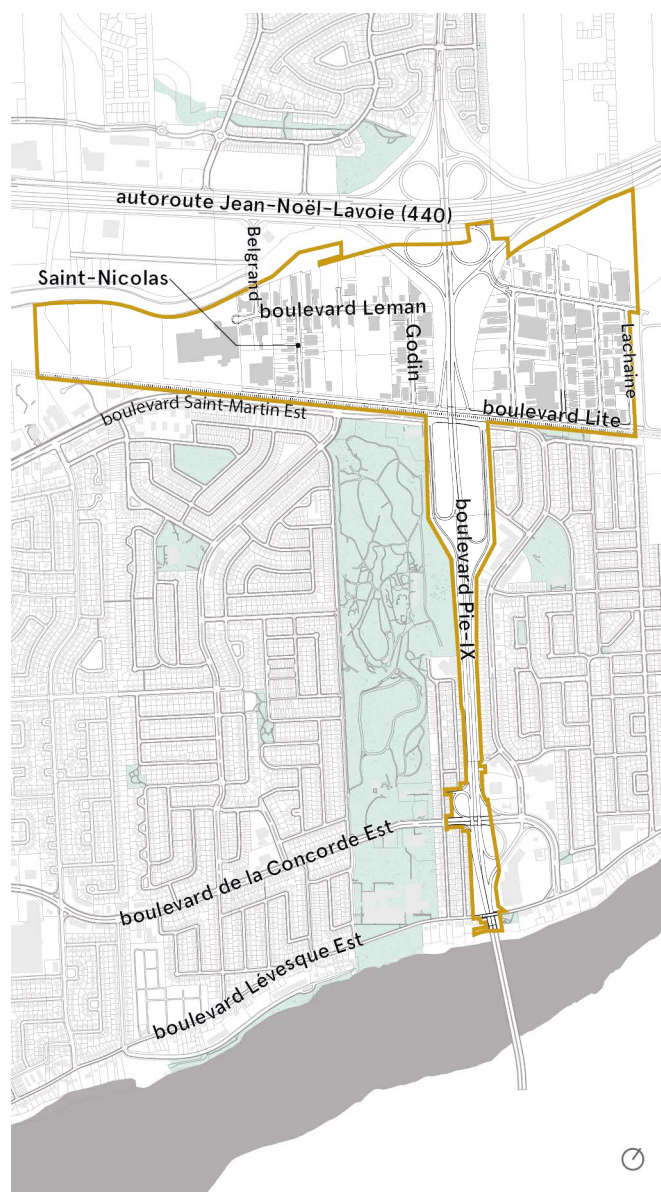 autoroute Jean-Noël-Lavoie (440)
Belgrand
Saint-Nicolas
boulevard Leman
Godin
Lachaine
boulevard Saint-Martin Est
boulevard Lite
boulevard Pie-IX
boulevard de la Concorde Est
boulevard Lévesque Est